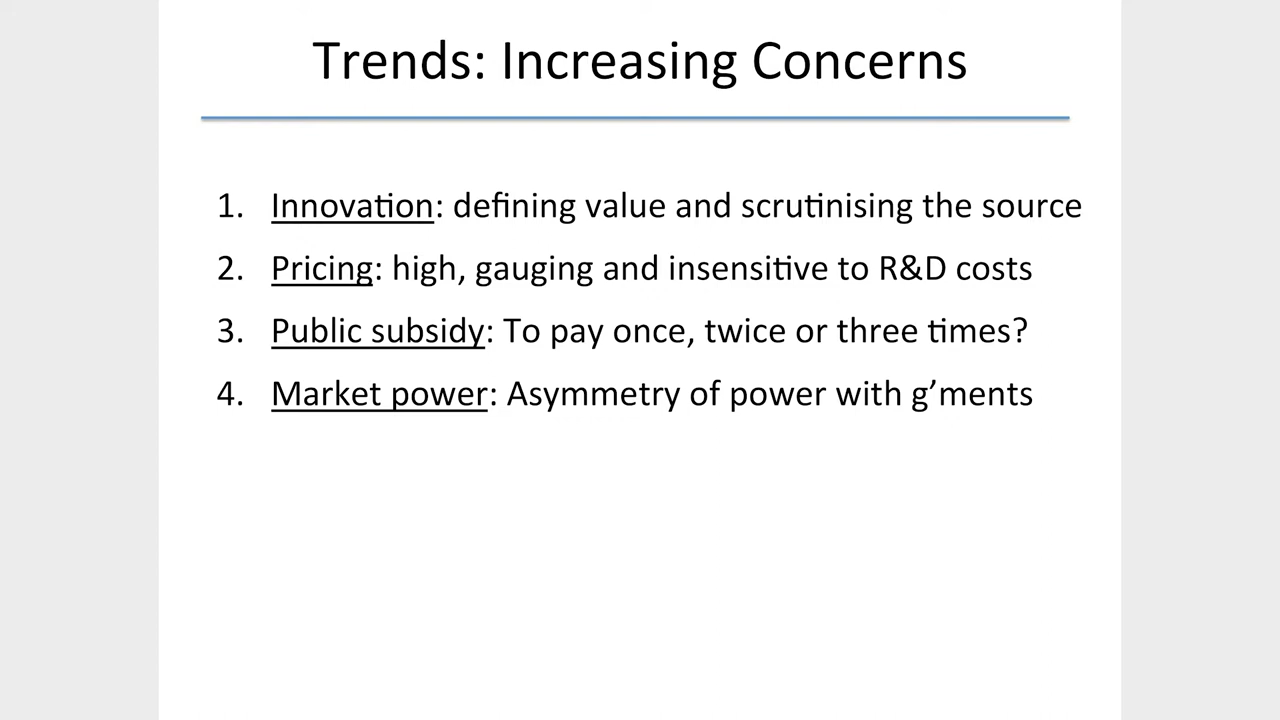 Trends: Increasing Concerns
1. Innovation: defining value and scrutinising the source
2. Pricing: high, gauging and insensitive to R&D costs
3. Public subsidy: To pay once, twice or three times?
4. Market power: Asymmetry of power with g’ments